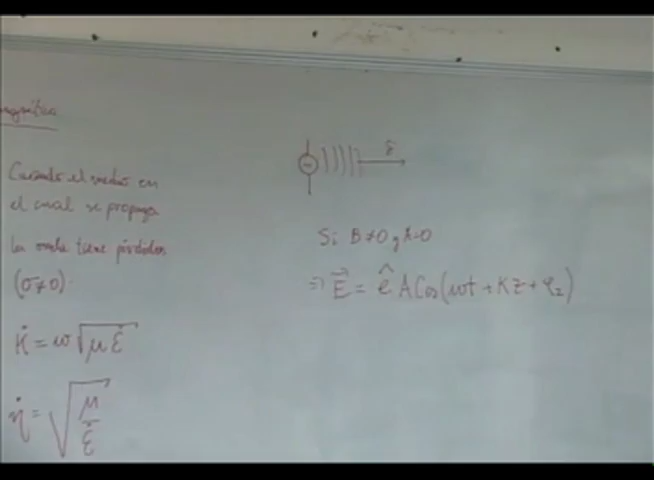 Cuando el medio en
el cual se propaga
la onda tiene pérdidas
(σ≠0).
K̇ = ω√με̇
η̇ = √μ/ε̇
Si B≠0 y A=0
⇒ E⃗ = ê A Cos(ωt + Kz + φ₂)